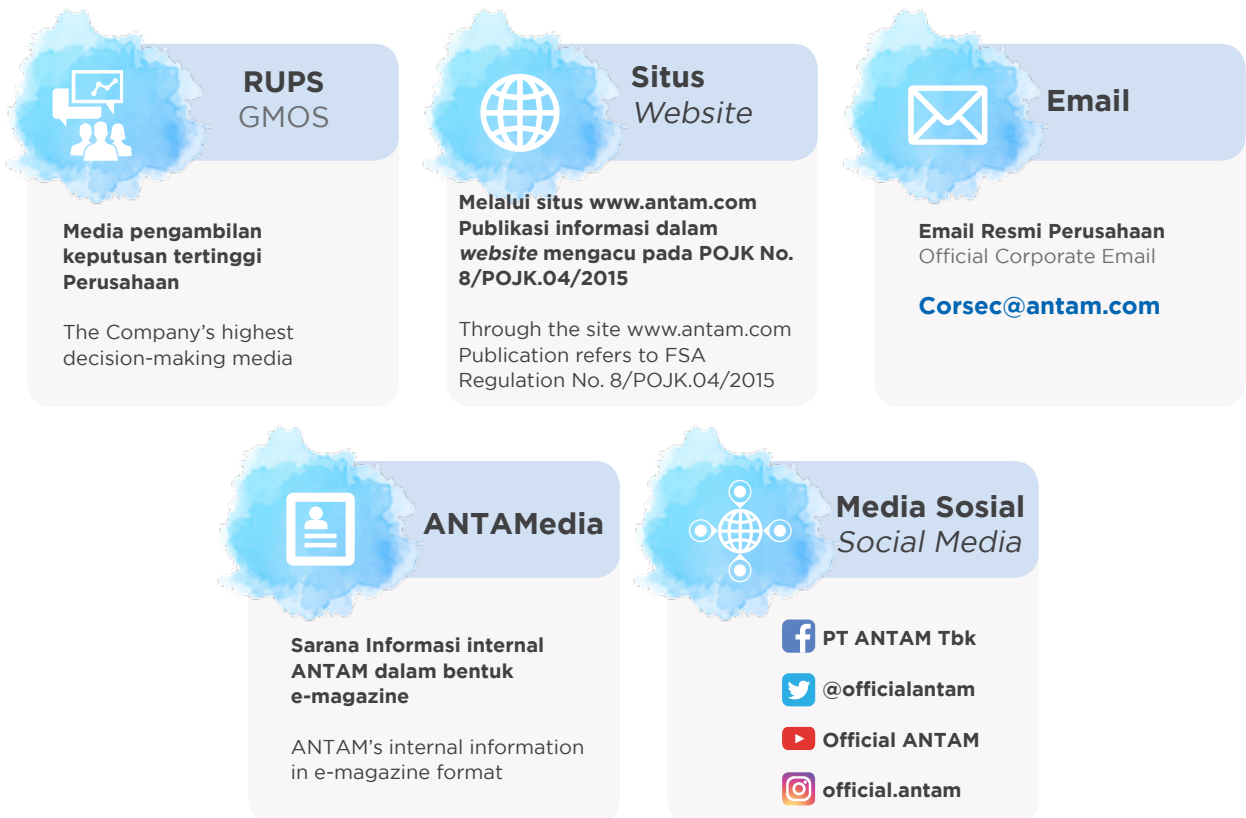 RUPS
GMOS
Media pengambilan
keputusan tertinggi
Perusahaan
The Company’s highest
decision-making media
Situs
Website
Melalui situs www.antam.com
Publikasi informasi dalam
website mengacu pada POJK No.
8/POJK.04/2015
Through the site www.antam.com
Publication refers to FSA
Regulation No. 8/POJK.04/2015
Email
Email Resmi Perusahaan
Official Corporate Email
Corsec@antam.com
ANTAMedia
Sarana Informasi internal
ANTAM dalam bentuk
e-magazine
ANTAM’s internal information
in e-magazine format
Media Sosial
Social Media
PT ANTAM Tbk
@officialantam
Official ANTAM
official.antam